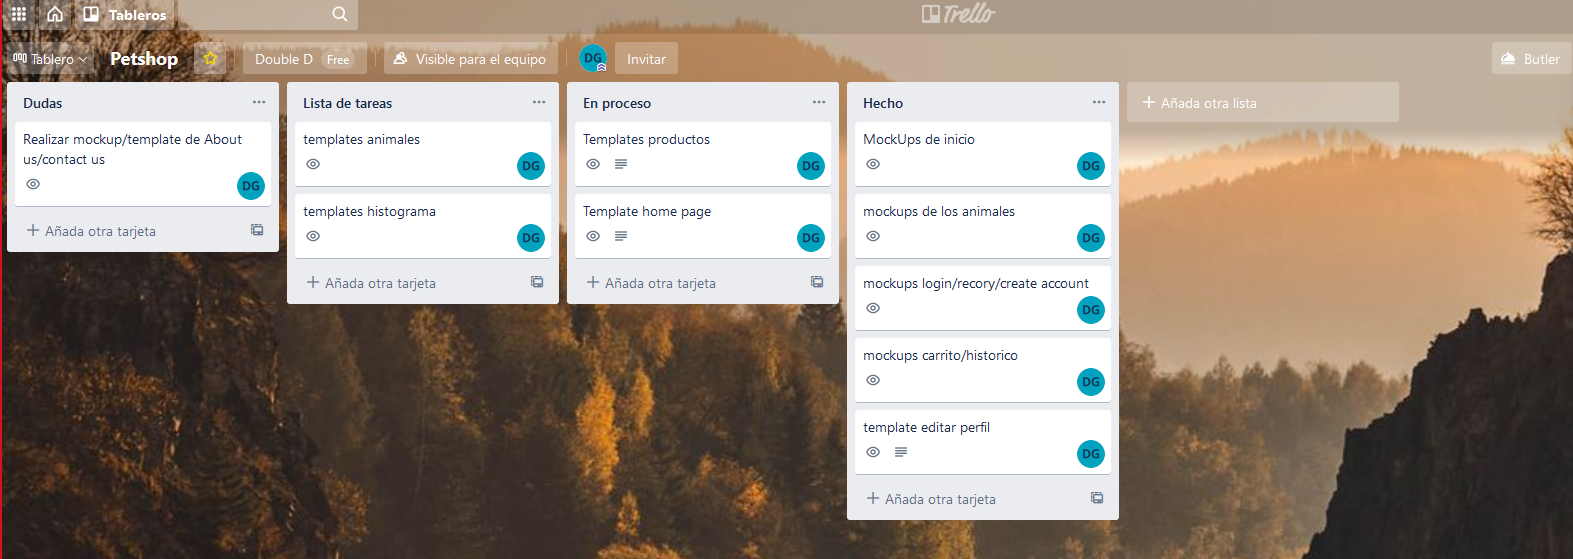 Tableros
Trello
Tablero
Petshop
Double D Free
Visible para el equipo
DG
Invitar
Butler
Dudas
Realizar mockup/template de About
us/contact us
DG
Añada otra tarjeta
Lista de tareas
templates animales
DG
templates histograma
DG
Añada otra tarjeta
En proceso
Templates productos
DG
Template home page
DG
Añada otra tarjeta
Hecho
MockUps de inicio
DG
mockups de los animales
DG
mockups login/recory/create account
DG
mockups carrito/historico
DG
template editar perfil
DG
Añada otra tarjeta
Añada otra lista